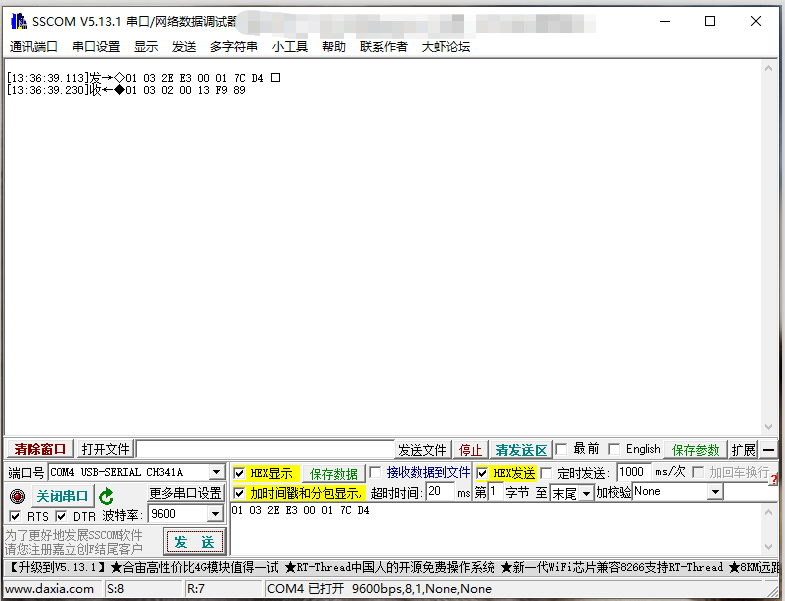 SSCOM V5.13.1 串口/网络数据调试器
通讯端口 串口设置 显示 发送 多字符串 小工具 帮助 联系作者 大虾论坛
[13:36:39.113]发→◇01 03 2E E3 00 01 7C D4 □
[13:36:39.230]收←◆01 03 02 00 13 F9 89
清除窗口 打开文件 发送文件 停止 清发送区 最前 English 保存参数 扩展 —
端口号 COM4 USB-SERIAL CH341A HEX显示 保存数据 接收数据到文件 HEX发送 定时发送: 1000 ms/次 加回车换行
关闭串口 更多串口设置 加时间戳和分包显示, 超时时间: 20 ms 第 1 字节 至 末尾 加校验 None
RTS DTR 波特率: 9600 01 03 2E E3 00 01 7C D4
为了更好地发展SSCOM软件
请您注册嘉立创F结尾客户
发 送
【升级到V5.13.1】★合宙高性价比4G模块值得一试 ★RT-Thread中国人的开源免费操作系统 ★新一代WiFi芯片兼容8266支持RT-Thread ★8KM远距
www.daxia.com S:8 R:7 COM4 已打开 9600bps,8,1,None,None